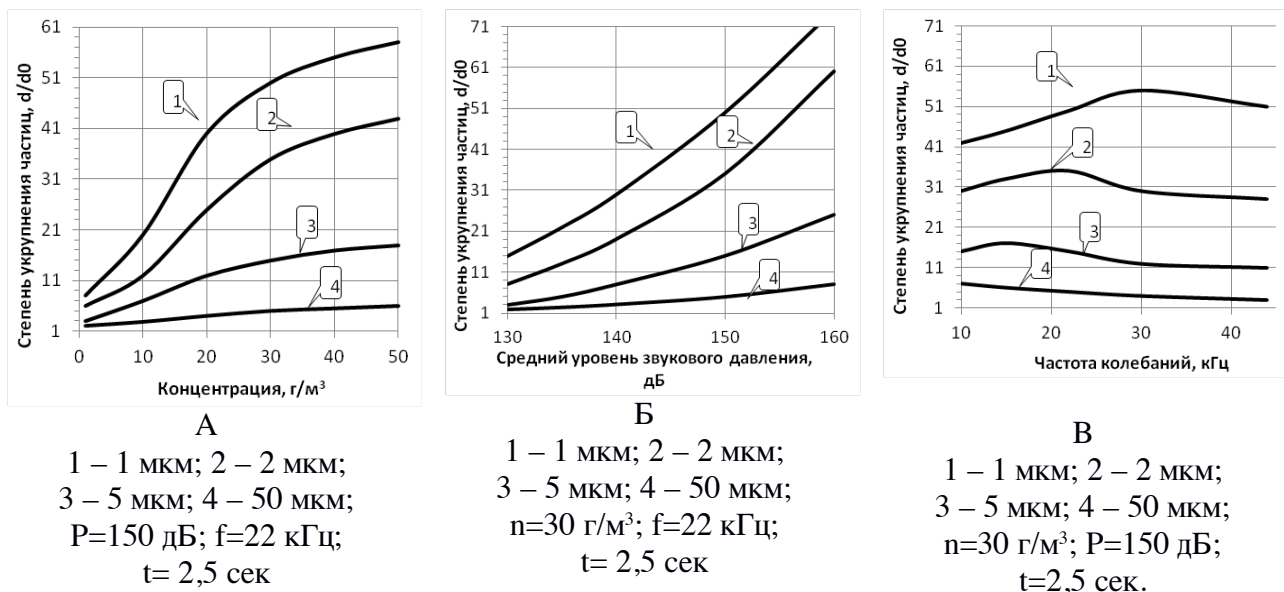 Степень укрупнения частиц, d/d0
61
51
41
31
21
11
1
0 10 20 30 40 50
1
2
3
4
Концентрация, г/м³
А
1 – 1 мкм; 2 – 2 мкм;
3 – 5 мкм; 4 – 50 мкм;
P=150 дБ; f=22 кГц;
t= 2,5 сек
Степень укрупнения частиц, d/d0
71
61
51
41
31
21
11
1
130 140 150 160
1
2
3
4
Средний уровень звукового давления,
дБ
Б
1 – 1 мкм; 2 – 2 мкм;
3 – 5 мкм; 4 – 50 мкм;
n=30 г/м³; f=22 кГц;
t= 2,5 сек
Степень укрупнения частиц, d/d0
71
61
51
41
31
21
11
1
10 20 30 40
1
2
3
4
Частота колебаний, кГц
В
1 – 1 мкм; 2 – 2 мкм;
3 – 5 мкм; 4 – 50 мкм;
n=30 г/м³; P=150 дБ;
t=2,5 сек.